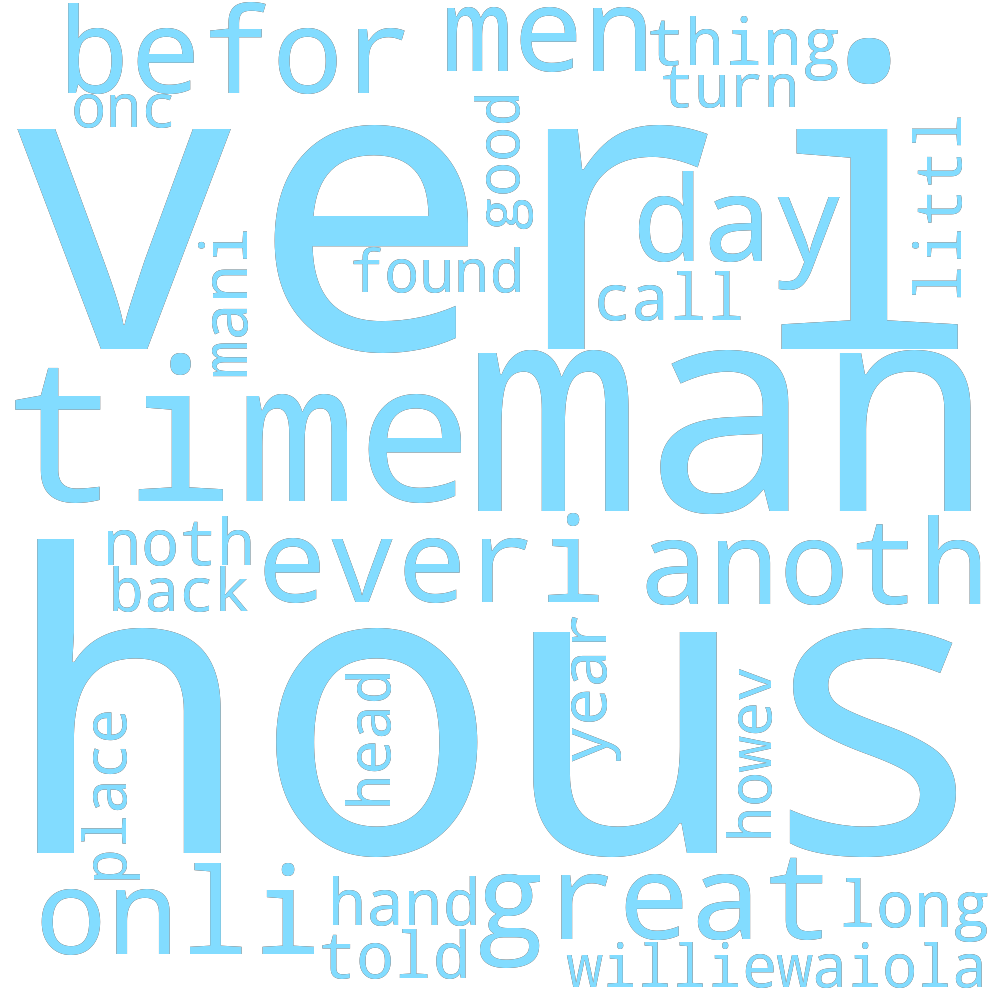 befor
men
thing
turn
onc
good
veri
littl
day
mani
found
call
time
man
noth
back
everi
anoth
hous
year
head
howev
place
onli
hand
great
long
told
williewaiola